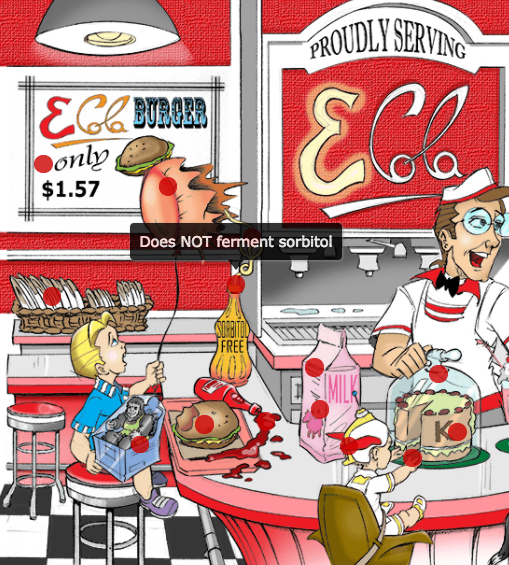 PROUDLY SERVING
E Cola
E Cola BURGER
only
$1.57
Does NOT ferment sorbitol
SORBITOL
FREE
MILK
K